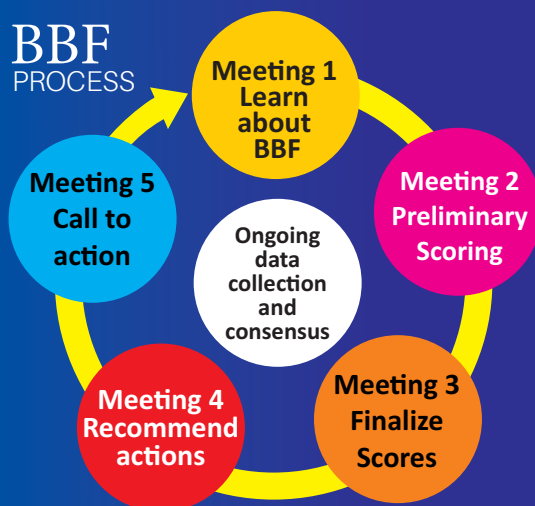 BBF
PROCESS
Meeting 1
Learn
about
BBF
Meeting 2
Preliminary
Scoring
Meeting 3
Finalize
Scores
Meeting 4
Recommend
actions
Meeting 5
Call to
action
Ongoing
data
collection
and
consensus